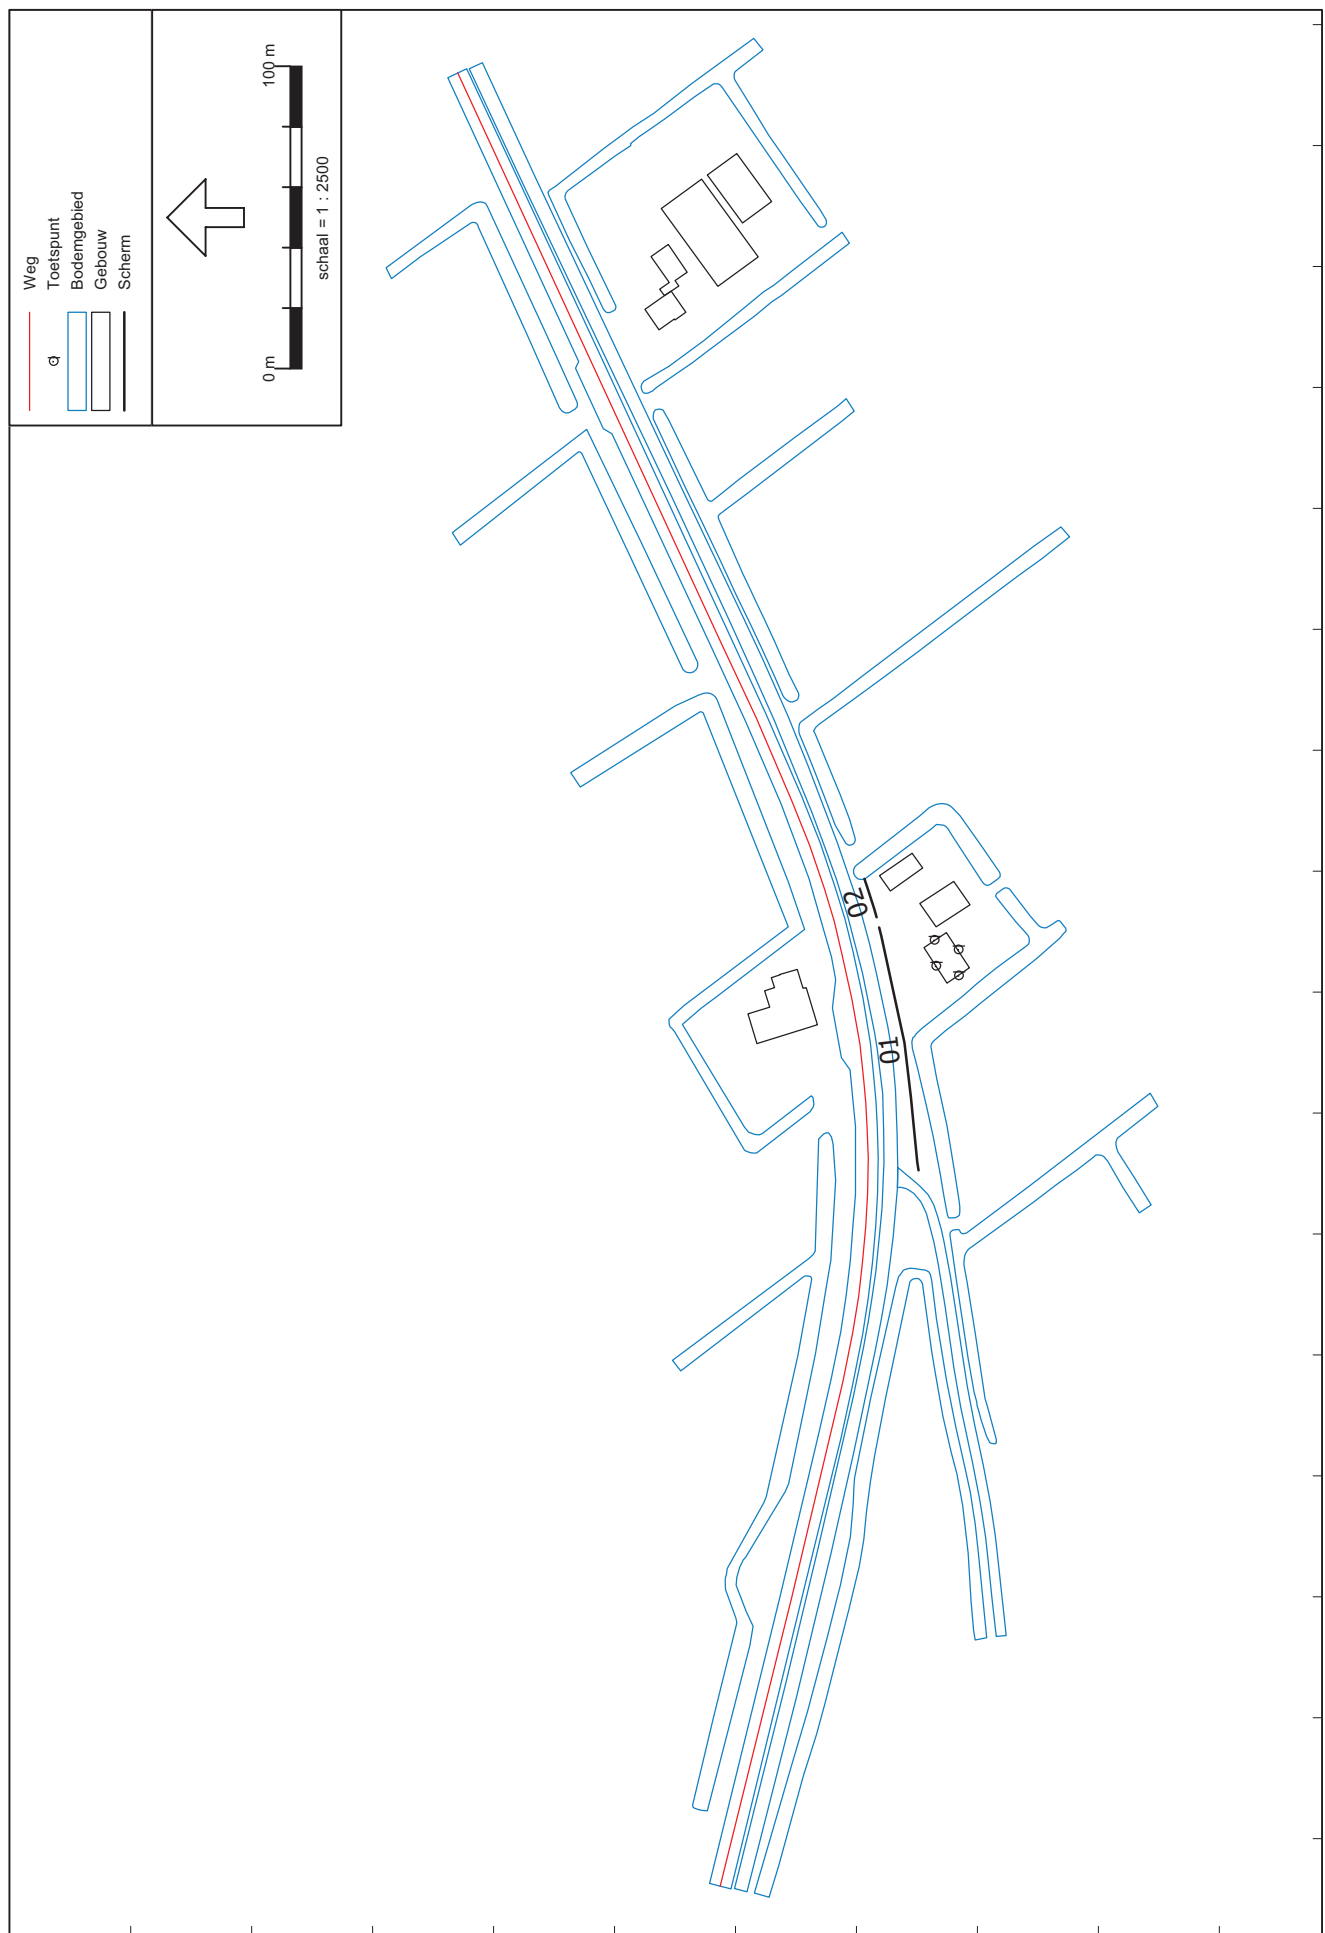 Weg
Toetspunt
Bodemgebied
Gebouw
Scherm
0 m
100 m
schaal = 1 : 2500
02
01